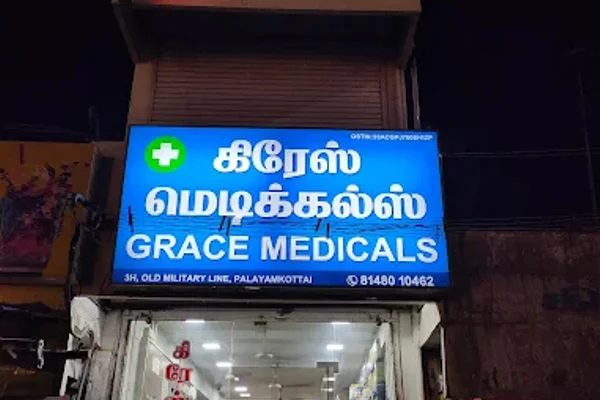 கிரேஸ்
மெடிக்கல்ஸ்
GRACE MEDICALS
3H, OLD MILITARY LINE, PALAYAMKOTTAI
81480 10462
கி
ரே